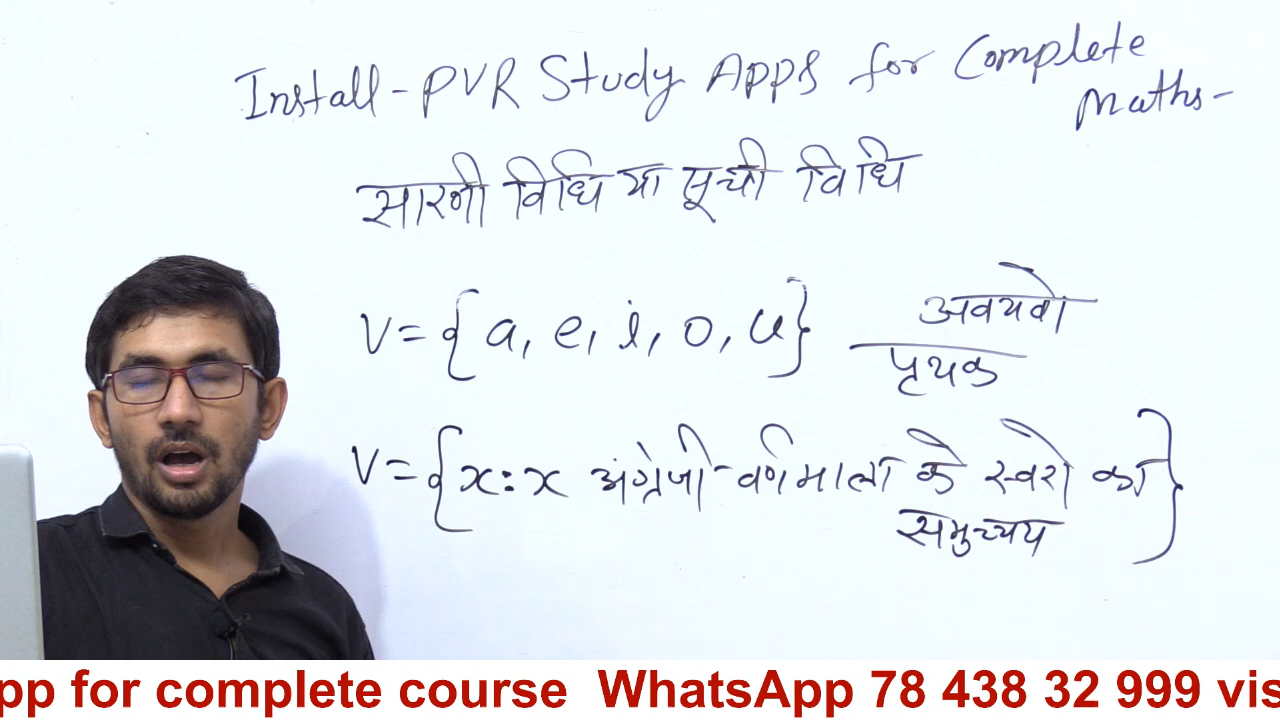 Install - PVR Study Apps for Complete
Maths -
सारणी विधि या सूची विधि
V = { a, e, i, o, u } अवयवो
पृथक
V = { x : x अंग्रेजी वर्णमाला के स्वरो का }
समुच्चय
pp for complete course WhatsApp 78 438 32 999 vis